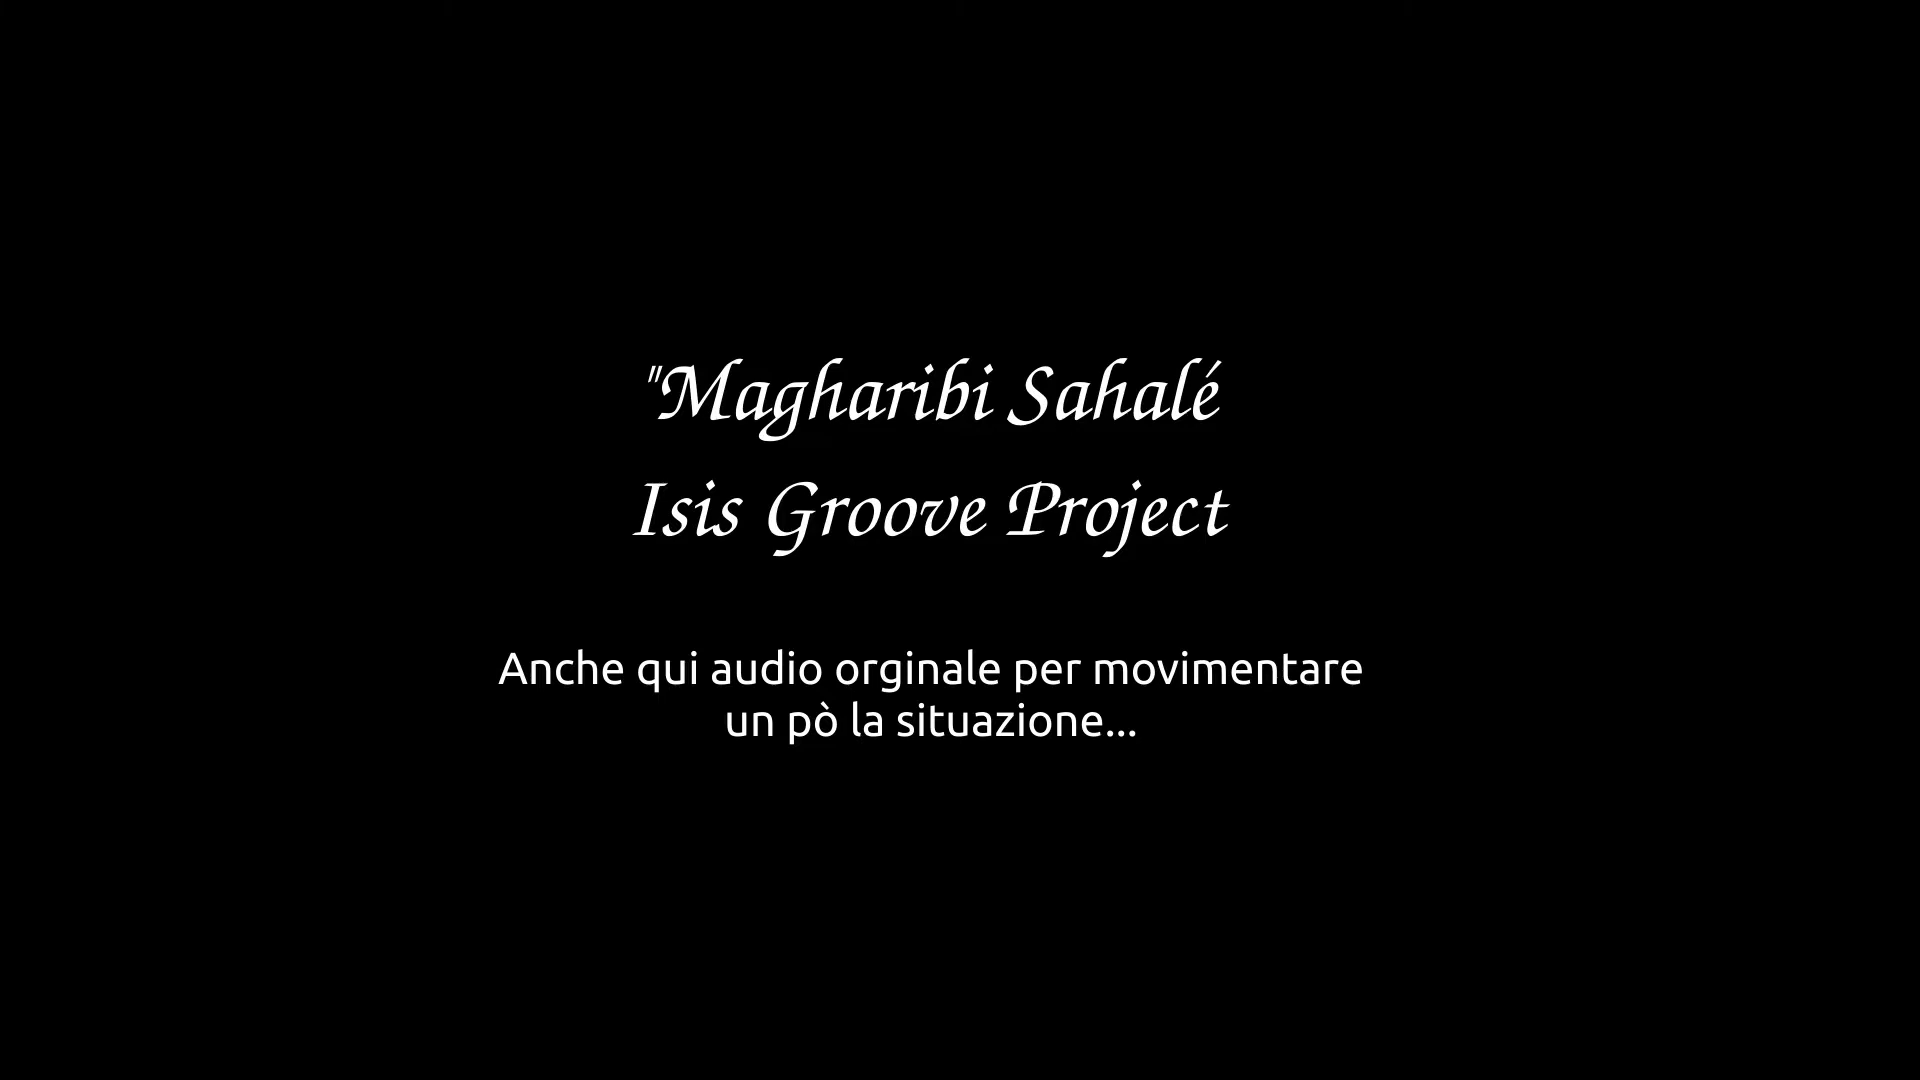 "Magharibi Sahalé
Isis Groove Project
Anche qui audio orginale per movimentare
un pò la situazione...